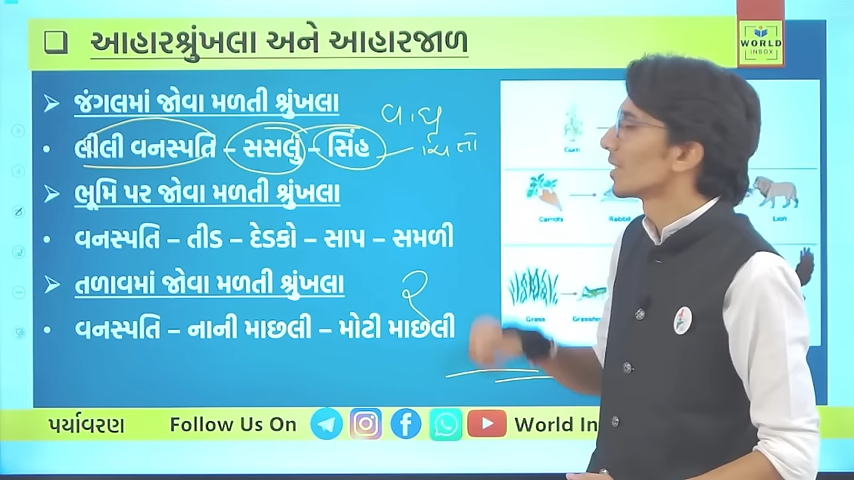 આહારશ્રુંખલા અને આહારજાળ
WORLD
INBOX
જંગલમાં જોવા મળતી શ્રુંખલા
વાઘ
લીલી વનસ્પતિ – સસલું – સિંહ
ચિત્તો
ભૂમિ પર જોવા મળતી શ્રુંખલા
વનસ્પતિ – તીડ – દેડકો – સાપ – સમળી
તળાવમાં જોવા મળતી શ્રુંખલા
વનસ્પતિ – નાની માછલી – મોટી માછલી
Corn
Carrots
Rabbit
Lion
Grass
પર્યાવરણ
Follow Us On
World In